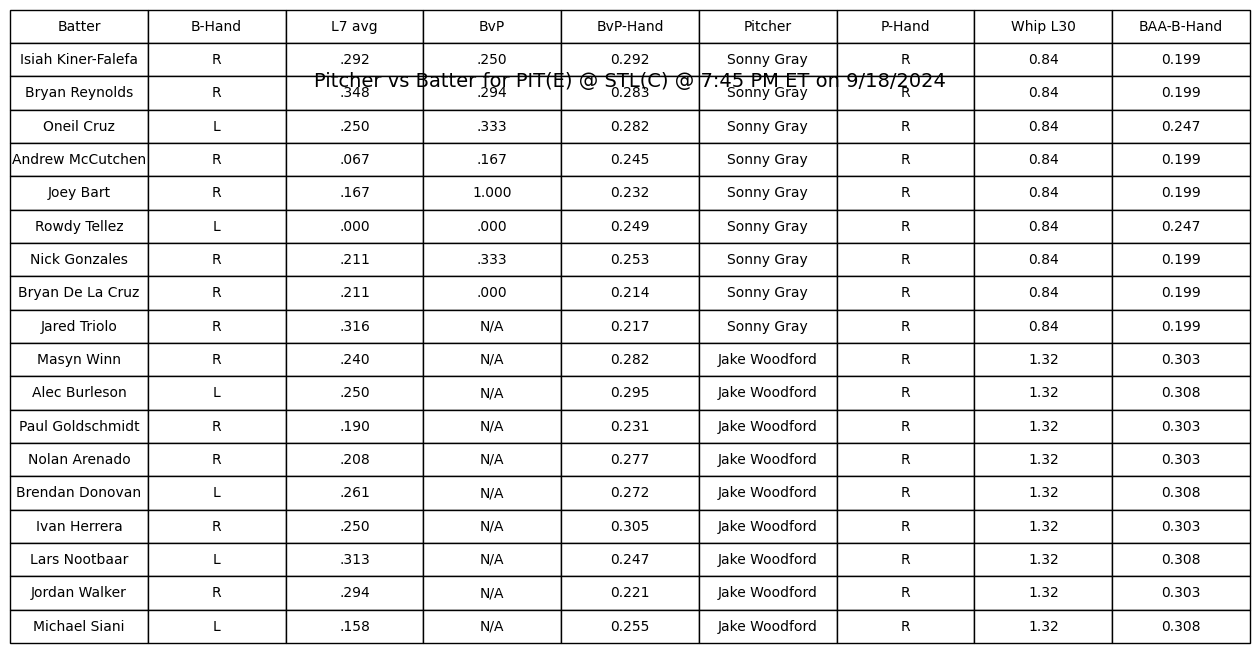 Batter B-Hand L7 avg BvP BvP-Hand Pitcher P-Hand Whip L30 BAA-B-Hand
Isiah Kiner-Falefa R .292 .250 0.292 Sonny Gray R 0.84 0.199
Pitcher vs Batter for PIT(E) @ STL(C) @ 7:45 PM ET on 9/18/2024
Bryan Reynolds R .348 .294 0.283 Sonny Gray R 0.84 0.199
Oneil Cruz L .250 .333 0.282 Sonny Gray R 0.84 0.247
Andrew McCutchen R .067 .167 0.245 Sonny Gray R 0.84 0.199
Joey Bart R .167 1.000 0.232 Sonny Gray R 0.84 0.199
Rowdy Tellez L .000 .000 0.249 Sonny Gray R 0.84 0.247
Nick Gonzales R .211 .333 0.253 Sonny Gray R 0.84 0.199
Bryan De La Cruz R .211 .000 0.214 Sonny Gray R 0.84 0.199
Jared Triolo R .316 N/A 0.217 Sonny Gray R 0.84 0.199
Masyn Winn R .240 N/A 0.282 Jake Woodford R 1.32 0.303
Alec Burleson L .250 N/A 0.295 Jake Woodford R 1.32 0.308
Paul Goldschmidt R .190 N/A 0.231 Jake Woodford R 1.32 0.303
Nolan Arenado R .208 N/A 0.277 Jake Woodford R 1.32 0.303
Brendan Donovan L .261 N/A 0.272 Jake Woodford R 1.32 0.308
Ivan Herrera R .250 N/A 0.305 Jake Woodford R 1.32 0.303
Lars Nootbaar L .313 N/A 0.247 Jake Woodford R 1.32 0.308
Jordan Walker R .294 N/A 0.221 Jake Woodford R 1.32 0.303
Michael Siani L .158 N/A 0.255 Jake Woodford R 1.32 0.308